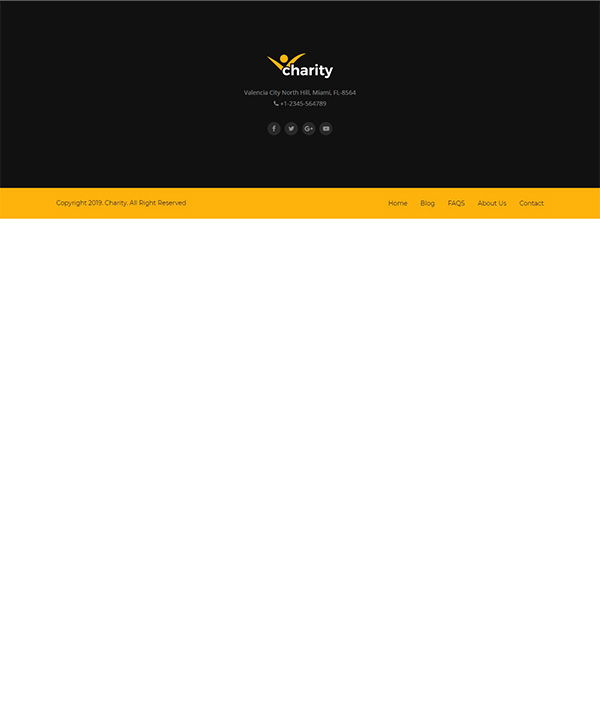 charity
Valencia City North Hill, Miami, FL-8564
+1-2345-564789
Copyright 2019. Charity. All Right Reserved
Home Blog FAQS About Us Contact